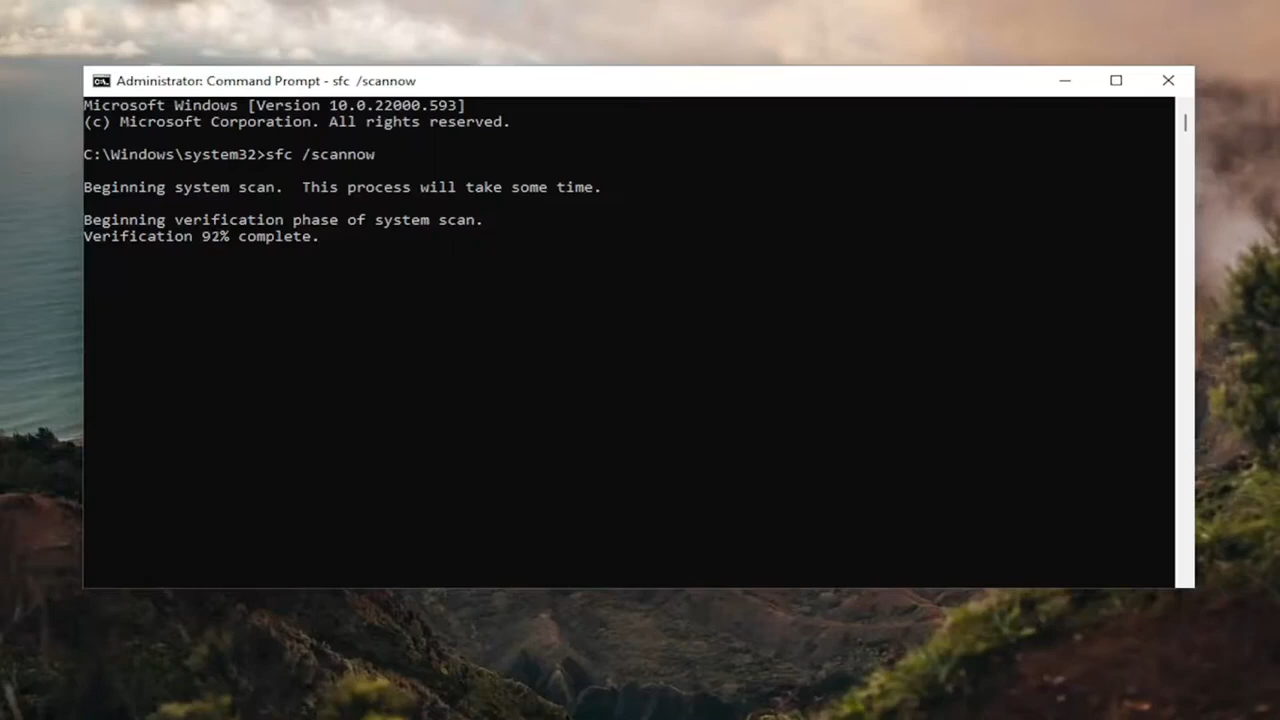 Administrator: Command Prompt - sfc  /scannow
Microsoft Windows [Version 10.0.22000.593]
(c) Microsoft Corporation. All rights reserved.
C:\Windows\system32>sfc /scannow
Beginning system scan.  This process will take some time.
Beginning verification phase of system scan.
Verification 92% complete.